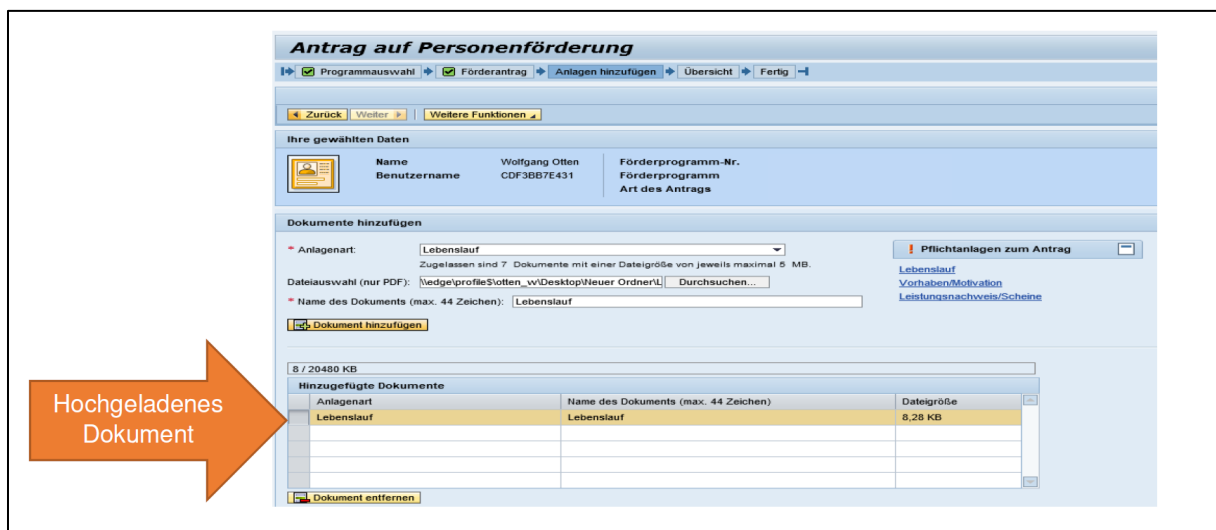 Antrag auf Personenförderung
Programmauswahl Förderantrag Anlagen hinzufügen Übersicht Fertig
Zurück Weiter Weitere Funktionen
Ihre gewählten Daten
Name Wolfgang Otten Förderprogramm-Nr.
Benutzername CDF3BB7E431 Förderprogramm
Art des Antrags
Dokumente hinzufügen
* Anlagenart: Lebenslauf ! Pflichtanlagen zum Antrag
Zugelassen sind 7 Dokumente mit einer Dateigröße von jeweils maximal 5 MB.
Lebenslauf
Dateiauswahl (nur PDF): \\edge\profile$\otten_w\Desktop\Neuer Ordner\L Durchsuchen... Vorhaben/Motivation
* Name des Dokuments (max. 44 Zeichen): Lebenslauf Leistungsnachweis/Scheine
Dokument hinzufügen
8 / 20480 KB
Hinzugefügte Dokumente
Anlagenart Name des Dokuments (max. 44 Zeichen) Dateigröße
Lebenslauf Lebenslauf 8,28 KB
Dokument entfernen
Hochgeladenes
Dokument